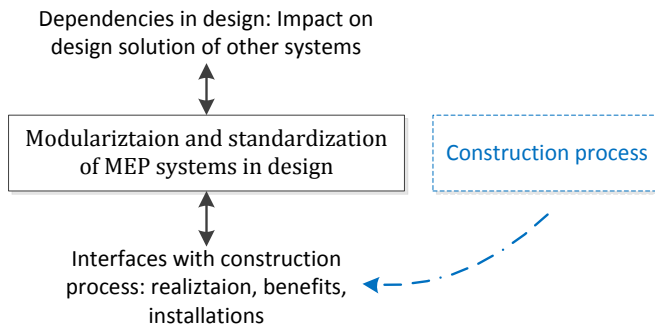 Dependencies in design: Impact on
design solution of other systems
Modulariztaion and standardization
of MEP systems in design
Construction process
Interfaces with construction
process: realiztaion, benefits,
installations